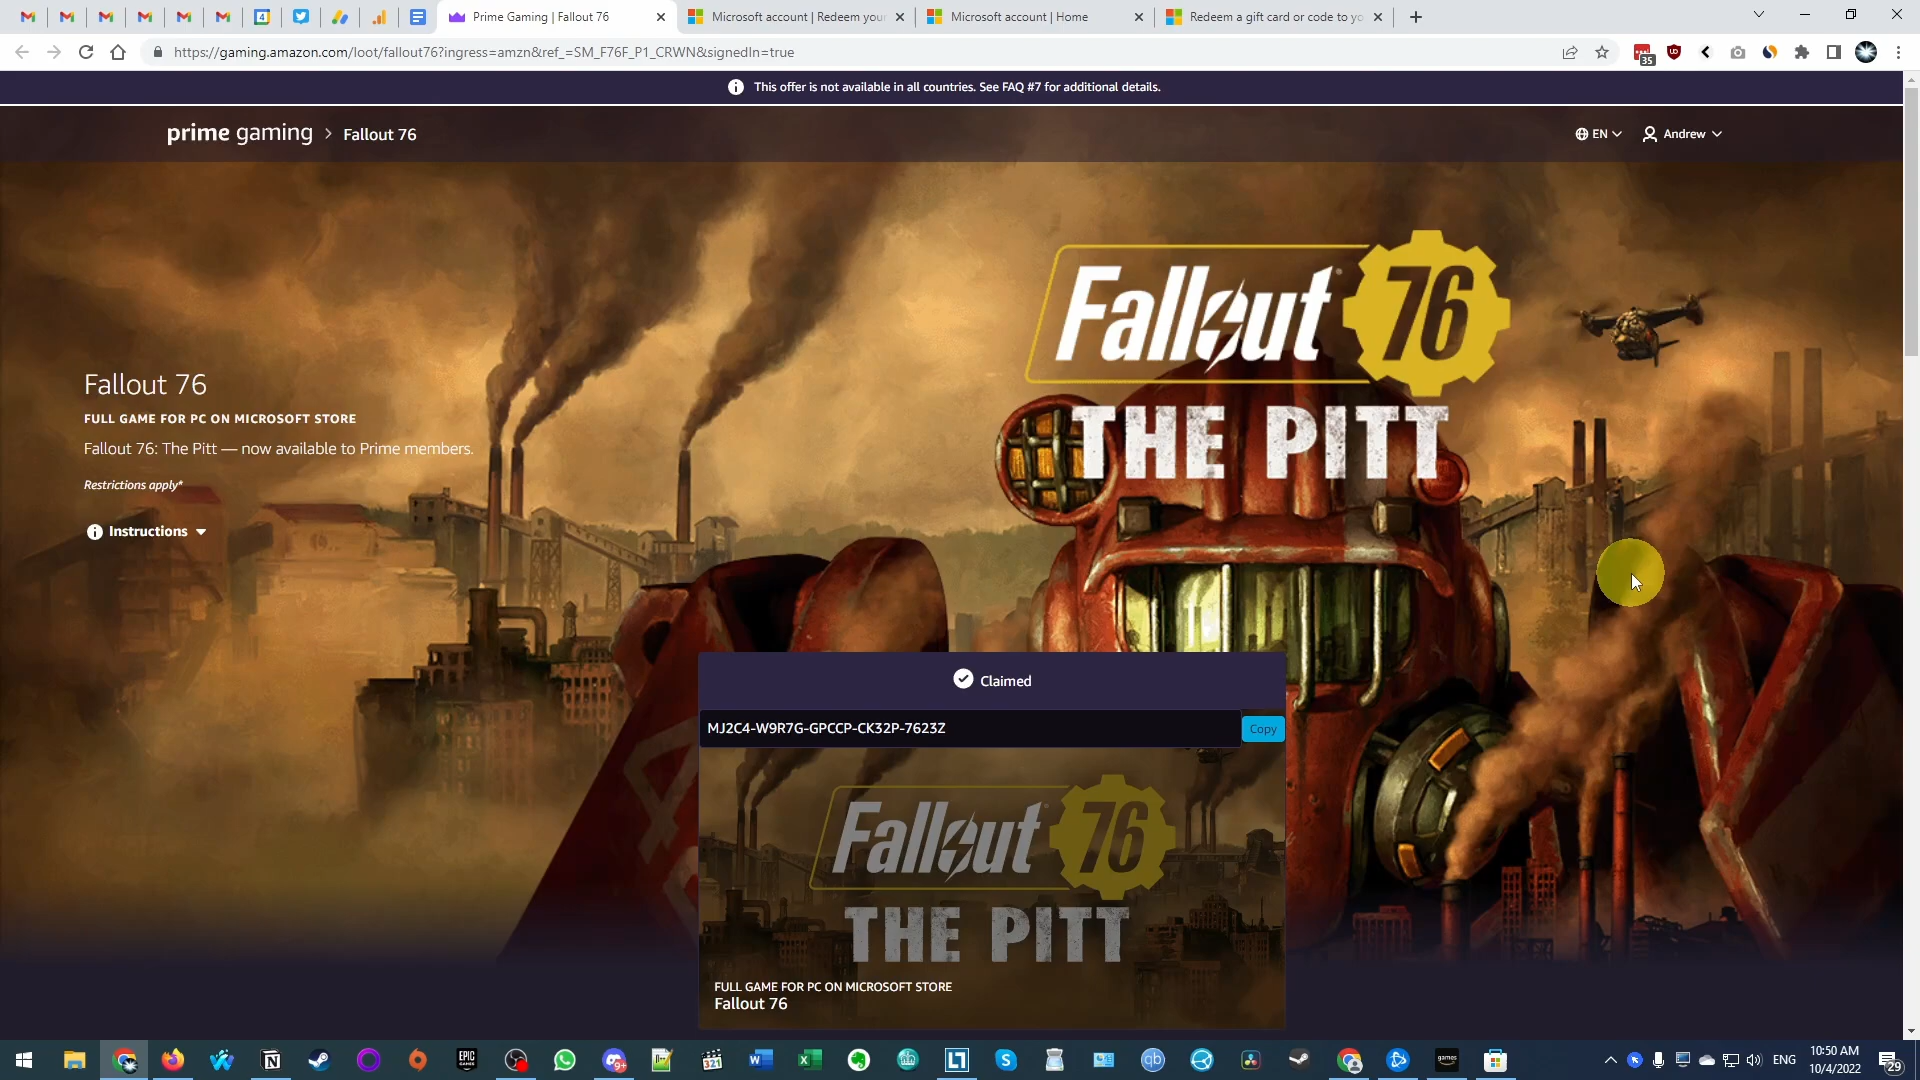 Prime Gaming | Fallout 76
Microsoft account | Redeem your
Microsoft account | Home
Redeem a gift card or code to yo
https://gaming.amazon.com/loot/fallout76?ingress=amzn&ref_=SM_F76F_P1_CRWN&signedIn=true
35
This offer is not available in all countries. See FAQ #7 for additional details.
prime gaming > Fallout 76
EN
Andrew
Fallout 76
THE PITT
Fallout 76
FULL GAME FOR PC ON MICROSOFT STORE
Fallout 76: The Pitt — now available to Prime members.
Restrictions apply*
Instructions
Claimed
MJ2C4-W9R7G-GPCCP-CK32P-7623Z
Copy
Fallout 76
THE PITT
FULL GAME FOR PC ON MICROSOFT STORE
Fallout 76
ENG
10:50 AM
10/4/2022
29